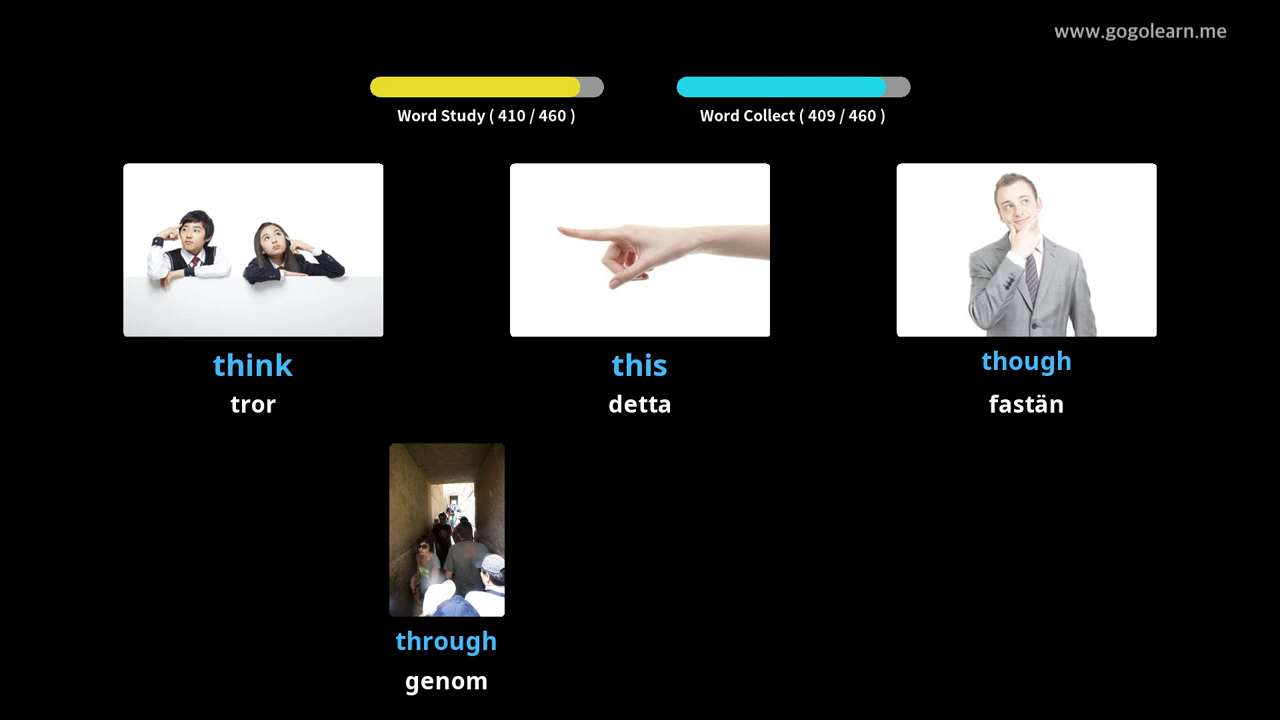 www.gogolearn.me
Word Study ( 410 / 460 )
Word Collect ( 409 / 460 )
think
tror
this
detta
though
fastän
through
genom